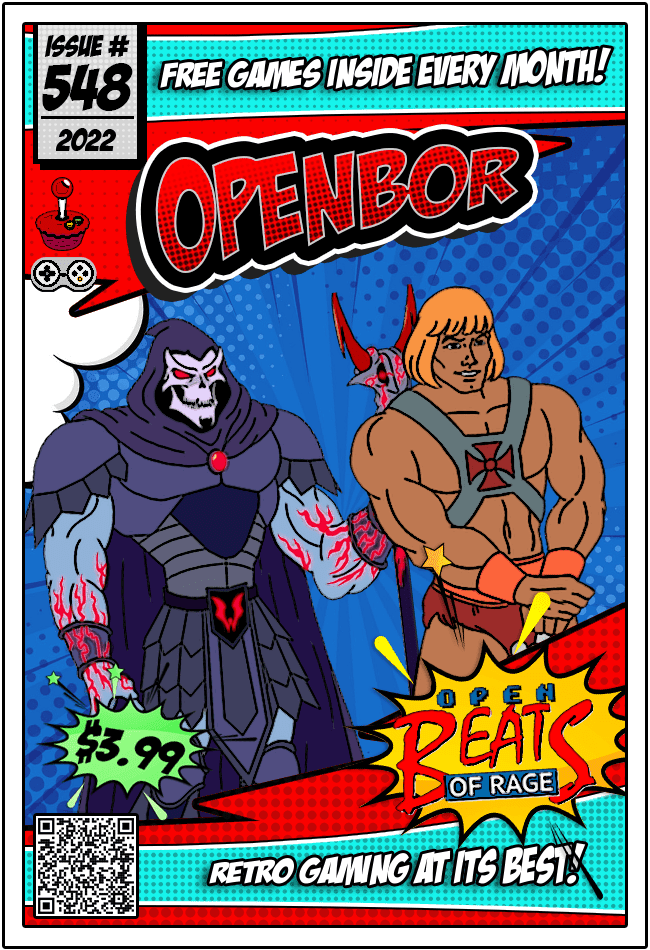 ISSUE #
548
2022
FREE GAMES INSIDE EVERY MONTH!
OPENBOR
$3.99
OPEN
BEATS
OF RAGE
RETRO GAMING AT ITS BEST!